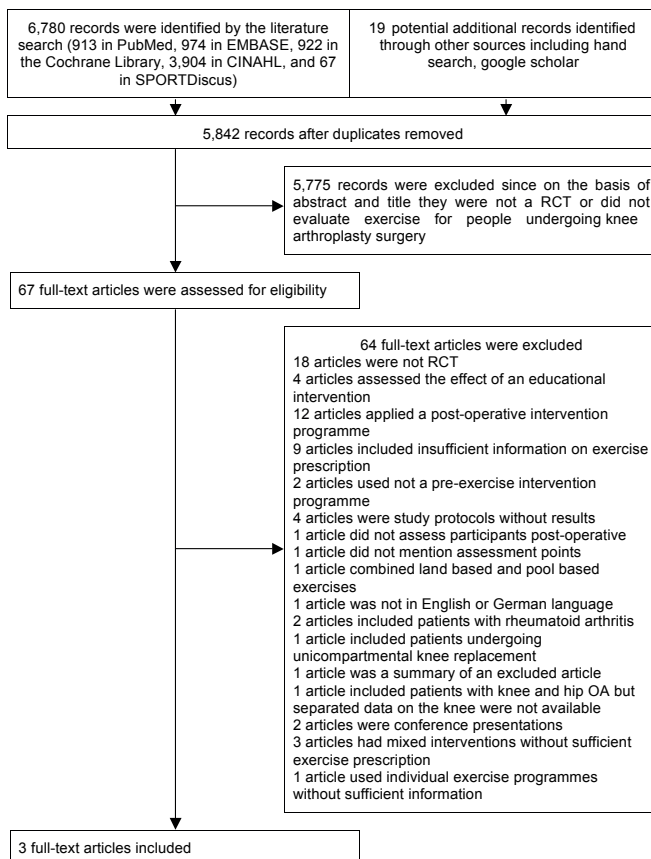 6,780 records were identified by the literature
search (913 in PubMed, 974 in EMBASE, 922 in
the Cochrane Library, 3,904 in CINAHL, and 67
in SPORTDiscus)
19 potential additional records identified
through other sources including hand
search, google scholar
5,842 records after duplicates removed
5,775 records were excluded since on the basis of
abstract and title they were not a RCT or did not
evaluate exercise for people undergoing knee
arthroplasty surgery
67 full-text articles were assessed for eligibility
64 full-text articles were excluded
18 articles were not RCT
4 articles assessed the effect of an educational
intervention
12 articles applied a post-operative intervention
programme
9 articles included insufficient information on exercise
prescription
2 articles used not a pre-exercise intervention
programme
4 articles were study protocols without results
1 article did not assess participants post-operative
1 article did not mention assessment points
1 article combined land based and pool based
exercises
1 article was not in English or German language
2 articles included patients with rheumatoid arthritis
1 article included patients undergoing
unicompartmental knee replacement
1 article was a summary of an excluded article
1 article included patients with knee and hip OA but
separated data on the knee were not available
2 articles were conference presentations
3 articles had mixed interventions without sufficient
exercise prescription
1 article used individual exercise programmes
without sufficient information
3 full-text articles included